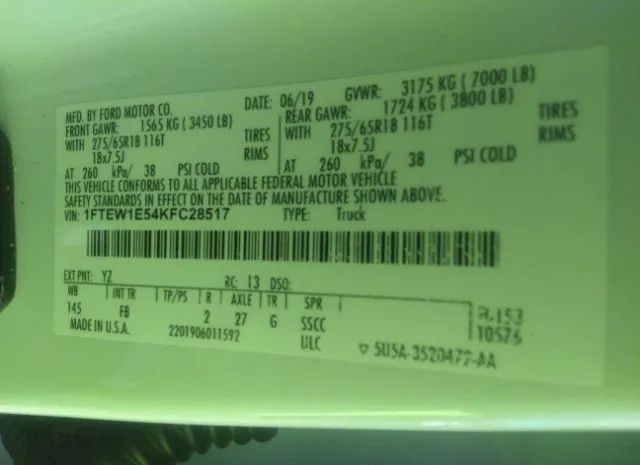 MFD. BY FORD MOTOR CO.
DATE: 06/19 GVWR: 3175 KG ( 7000 LB)
FRONT GAWR: 1565 KG ( 3450 LB) REAR GAWR: 1724 KG ( 3800 LB)
WITH 275/65R18 116T TIRES WITH 275/65R18 116T TIRES
18x7.5J RIMS 18x7.5J RIMS
AT 260 kPa/ 38 PSI COLD AT 260 kPa/ 38 PSI COLD
THIS VEHICLE CONFORMS TO ALL APPLICABLE FEDERAL MOTOR VEHICLE
SAFETY STANDARDS IN EFFECT ON THE DATE OF MANUFACTURE SHOWN ABOVE.
VIN: 1FTEW1E54KFC28517 TYPE: Truck
EXT PNT: YZ RC: 13 DSO:
WB INT TR TP/PS R AXLE TR SPR
145 FB 2 27 G SSCC
MADE IN U.S.A. 2201906011592 ULC
10576
5U5A-3520472-AA